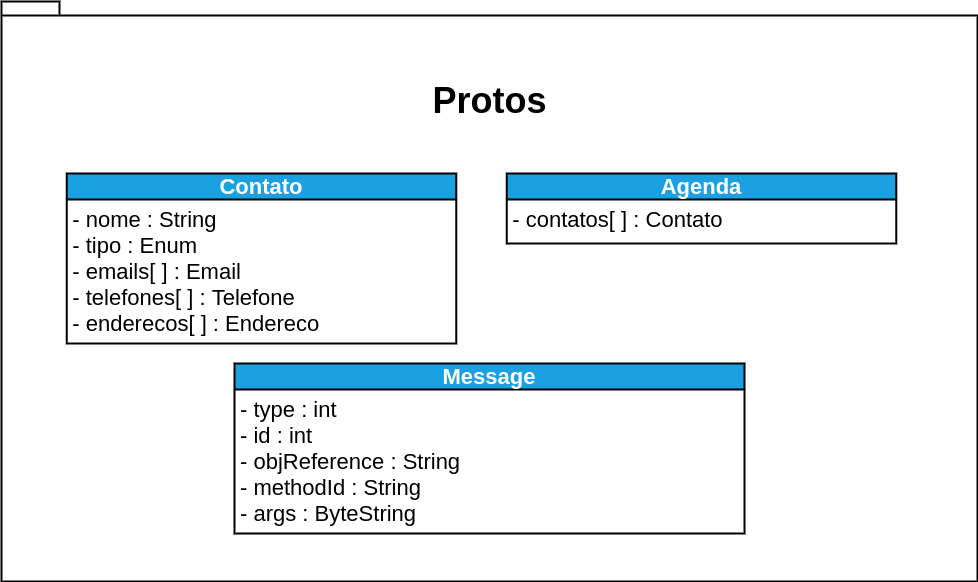 Protos
Contato
- nome : String
- tipo : Enum
- emails[ ] : Email
- telefones[ ] : Telefone
- enderecos[ ] : Endereco
Agenda
- contatos[ ] : Contato
Message
- type : int
- id : int
- objReference : String
- methodId : String
- args : ByteString